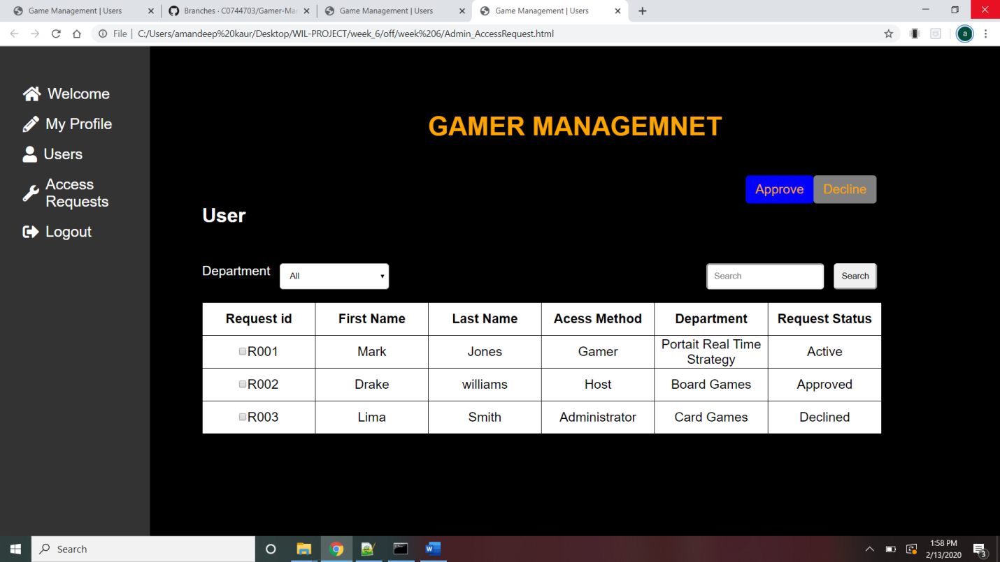 Game Management | Users
Branches · C0744703/Gamer-Mar
Game Management | Users
Game Management | Users
File
C:/Users/amandeep%20kaur/Desktop/WIL-PROJECT/week_6/off/week%206/Admin_AccessRequest.html
a
Welcome
My Profile
Users
Access
Requests
Logout
GAMER MANAGEMNET
Approve Decline
User
Department All Search Search
Request id First Name Last Name Acess Method Department Request Status
R001 Mark Jones Gamer Portait Real Time Strategy Active
R002 Drake williams Host Board Games Approved
R003 Lima Smith Administrator Card Games Declined
Search
W
1:58 PM
2/13/2020
3